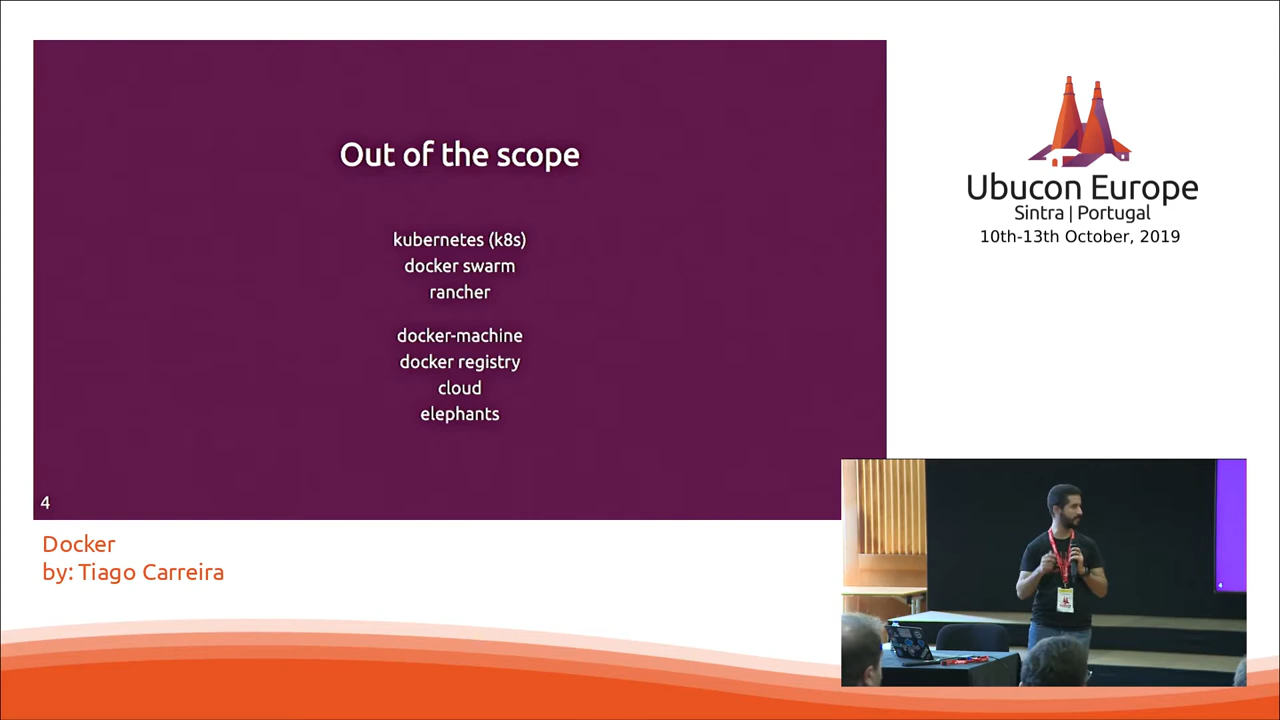 Out of the scope
kubernetes (k8s)
docker swarm
rancher
docker-machine
docker registry
cloud
elephants
4
Docker
by: Tiago Carreira
Ubucon Europe
Sintra | Portugal
10th-13th October, 2019
4